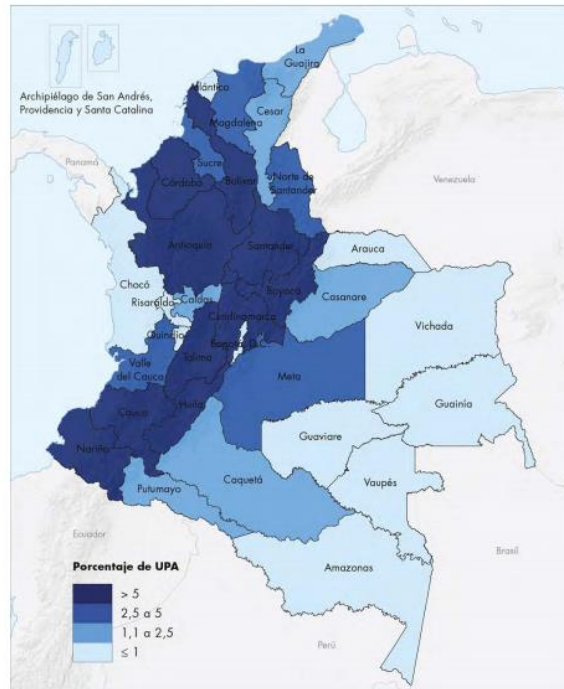 La
Guajira
Archipiélago de San Andrés,
Providencia y Santa Catalina
Atlántico
Magdalena
Cesar
Panamá
Sucre
Córdoba
Bolívar
Norte de
Santander
Venezuela
Antioquia
Santander
Arauca
Chocó
Boyacá
Casanare
Risaralda
Caldas
Cundinamarca
Vichada
Quindío
Bogotá, D.C.
Valle
del Cauca
Tolima
Meta
Guainía
Cauca
Huila
Guaviare
Nariño
Vaupés
Caquetá
Putumayo
Ecuador
Brasil
Amazonas
Porcentaje de UPA
> 5
2,5 a 5
1,1 a 2,5
≤ 1
Perú